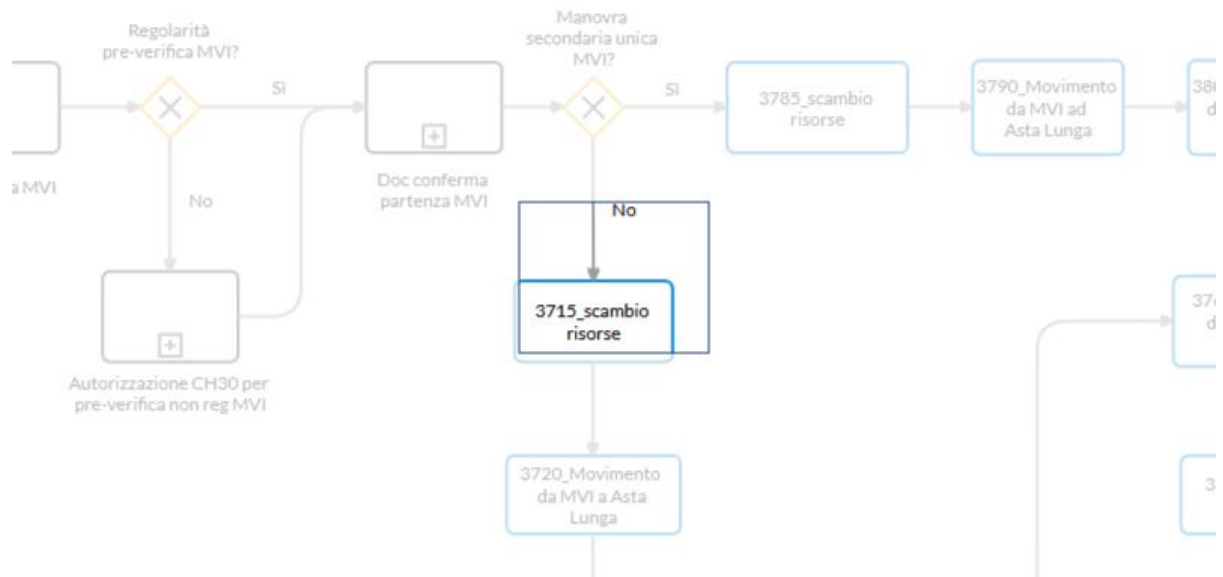 Regolarità
pre-verifica MVI?
Manovra
secondaria unica
MVI?
Sì
Sì
3785_scambio
risorse
3790_Movimento
da MVI ad
Asta Lunga
a MVI
No
Doc conferma
partenza MVI
No
3715_scambio
risorse
Autorizzazione CH30 per
pre-verifica non reg MVI
3720_Movimento
da MVI a Asta
Lunga